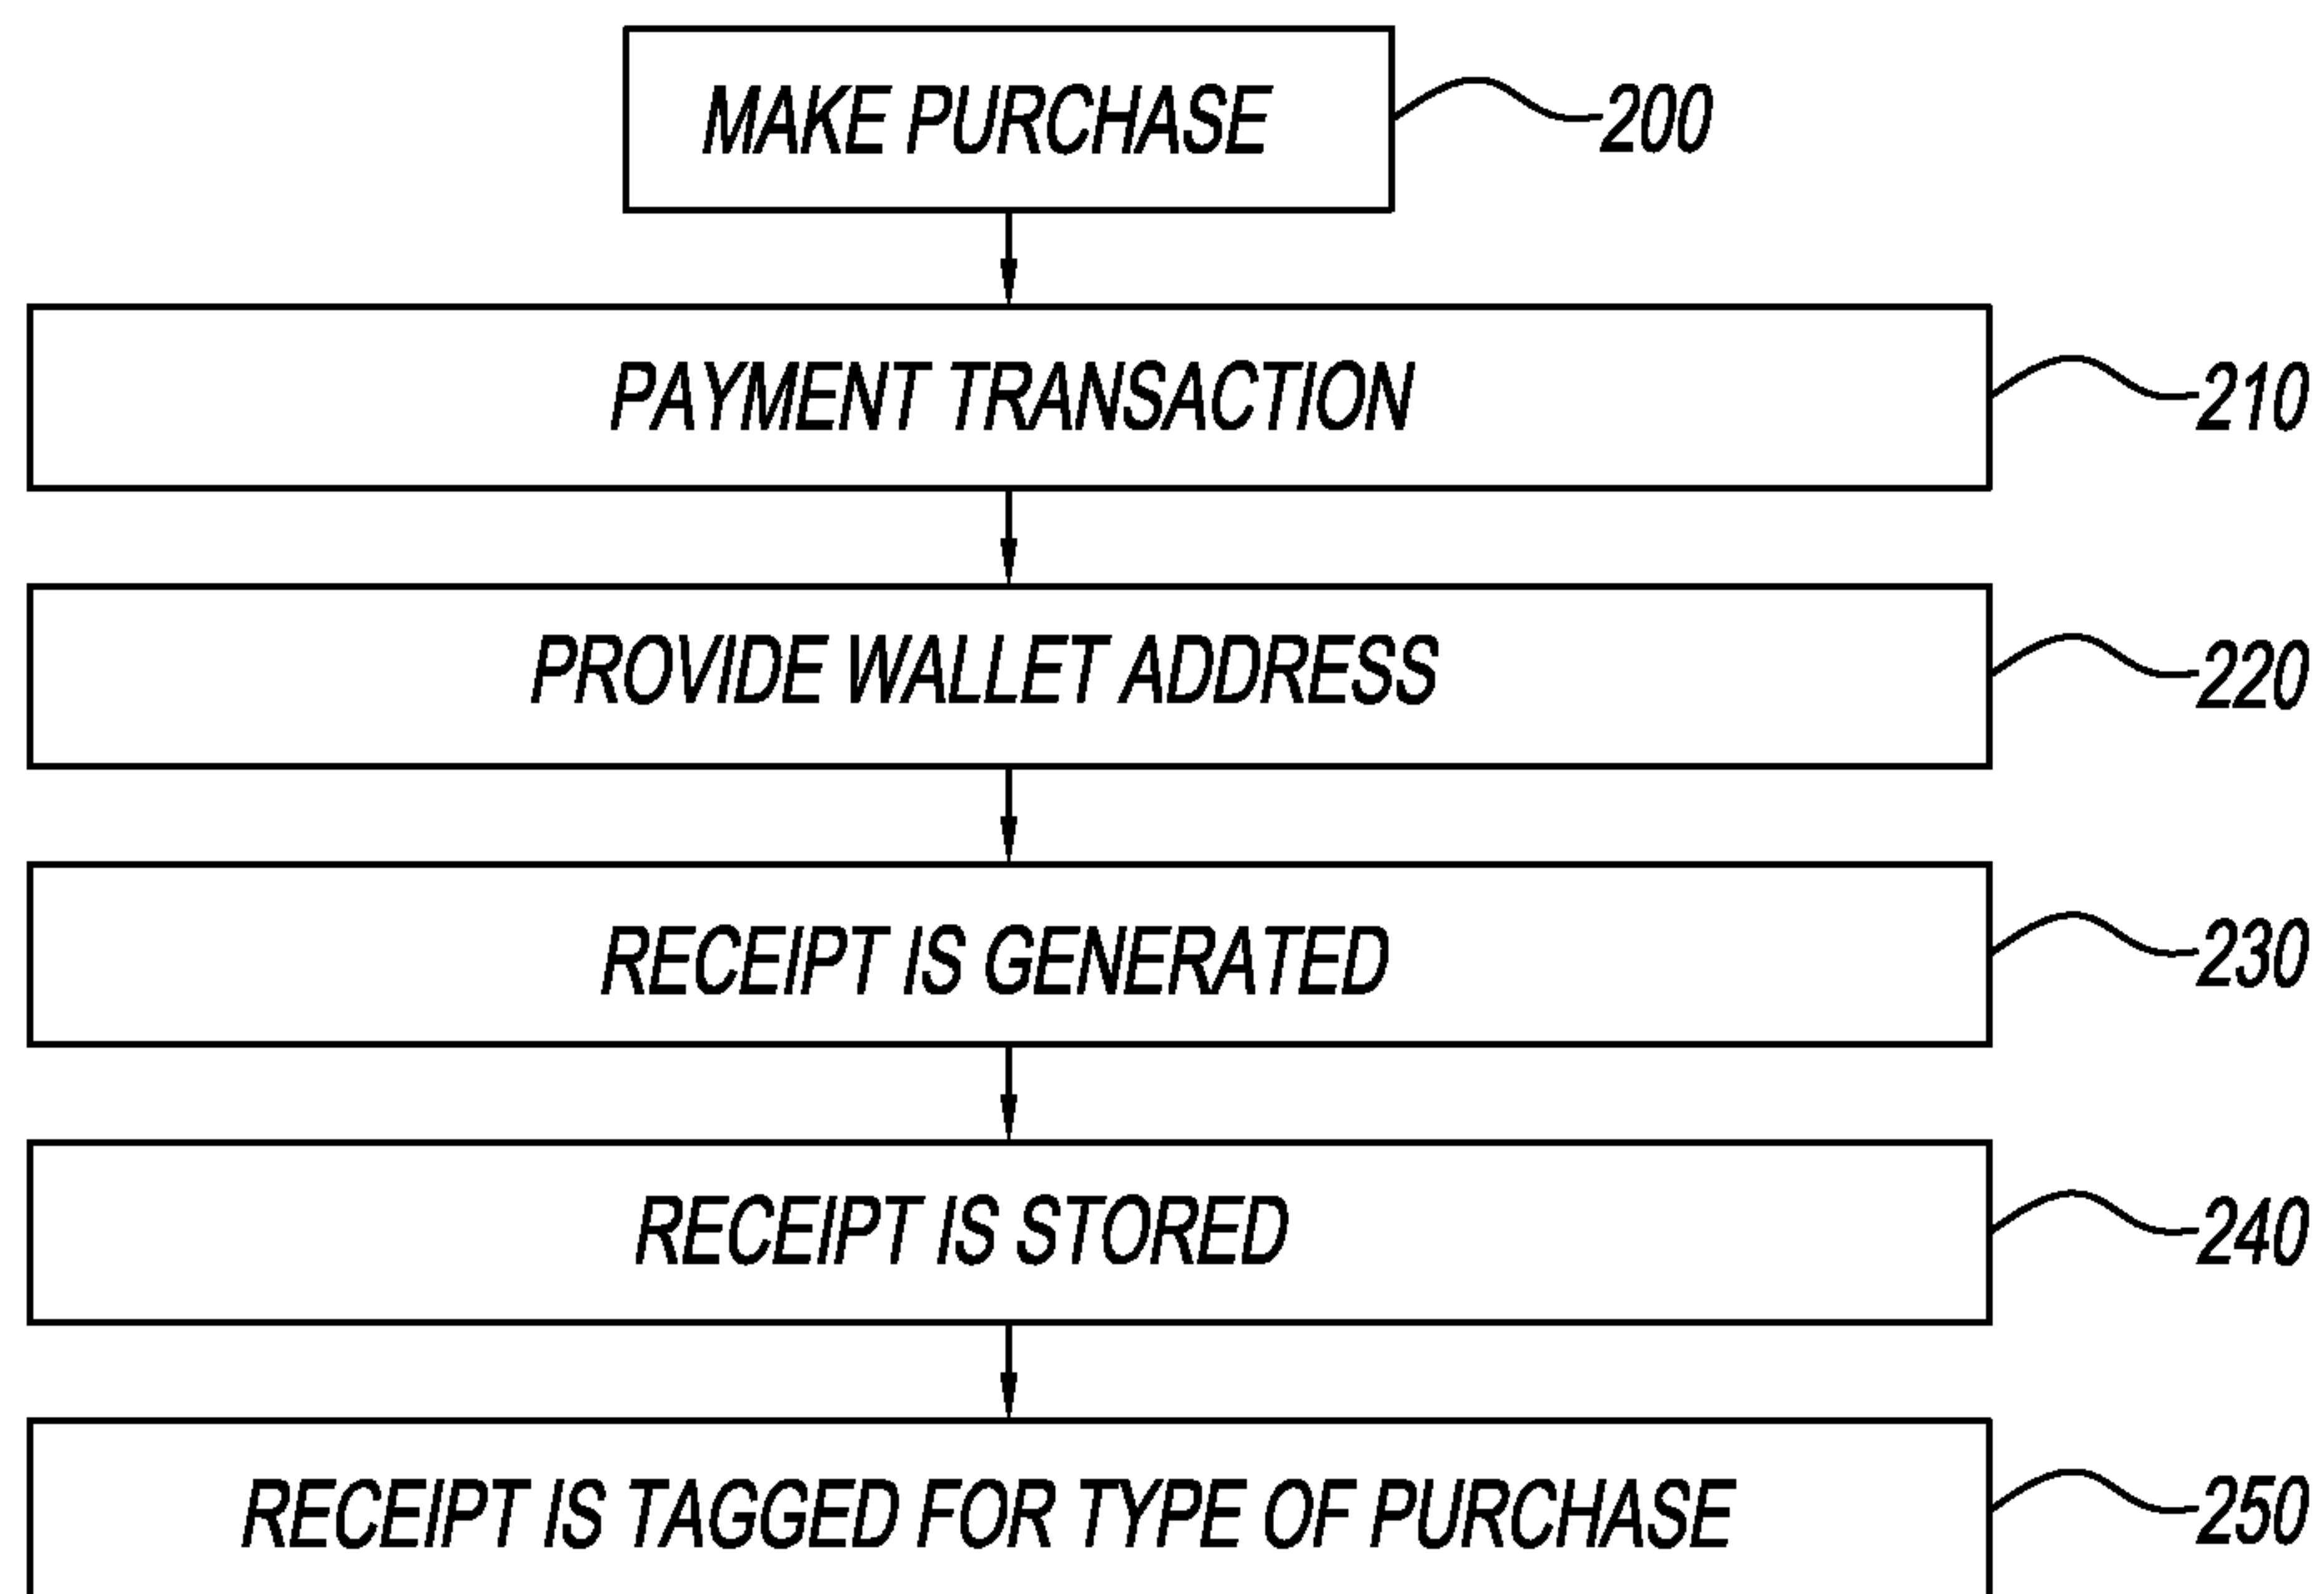 MAKE PURCHASE 200
PAYMENT TRANSACTION 210
PROVIDE WALLET ADDRESS 220
RECEIPT IS GENERATED 230
RECEIPT IS STORED 240
RECEIPT IS TAGGED FOR TYPE OF PURCHASE 250